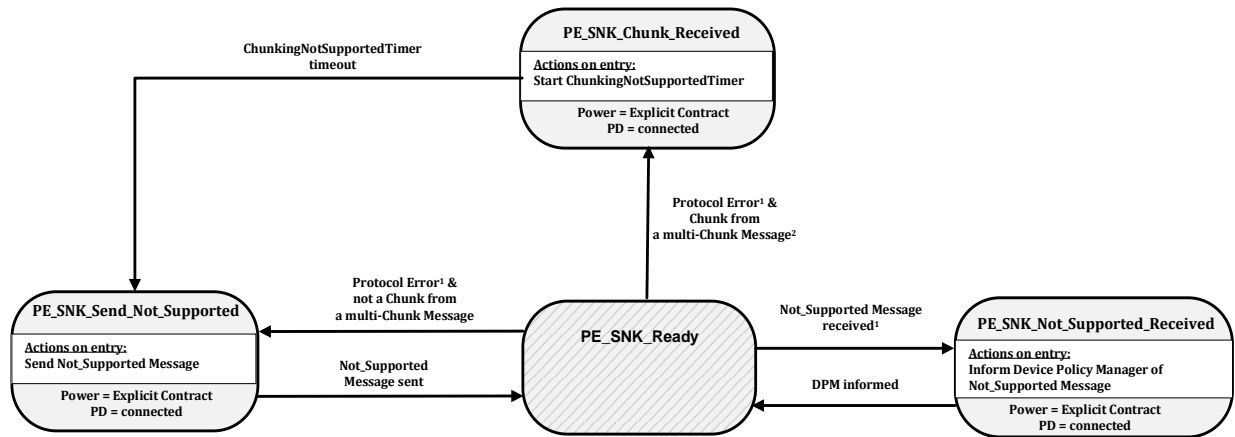 PE_SNK_Chunk_Received
Actions on entry:
Start ChunkingNotSupportedTimer
Power = Explicit Contract
PD = connected
ChunkingNotSupportedTimer
timeout
Protocol Error¹ &
Chunk from
a multi-Chunk Message²
Protocol Error¹ &
not a Chunk from
a multi-Chunk Message
PE_SNK_Send_Not_Supported
Actions on entry:
Send Not_Supported Message
Power = Explicit Contract
PD = connected
Not_Supported
Message sent
PE_SNK_Ready
Not_Supported Message
received¹
DPM informed
PE_SNK_Not_Supported_Received
Actions on entry:
Inform Device Policy Manager of
Not_Supported Message
Power = Explicit Contract
PD = connected